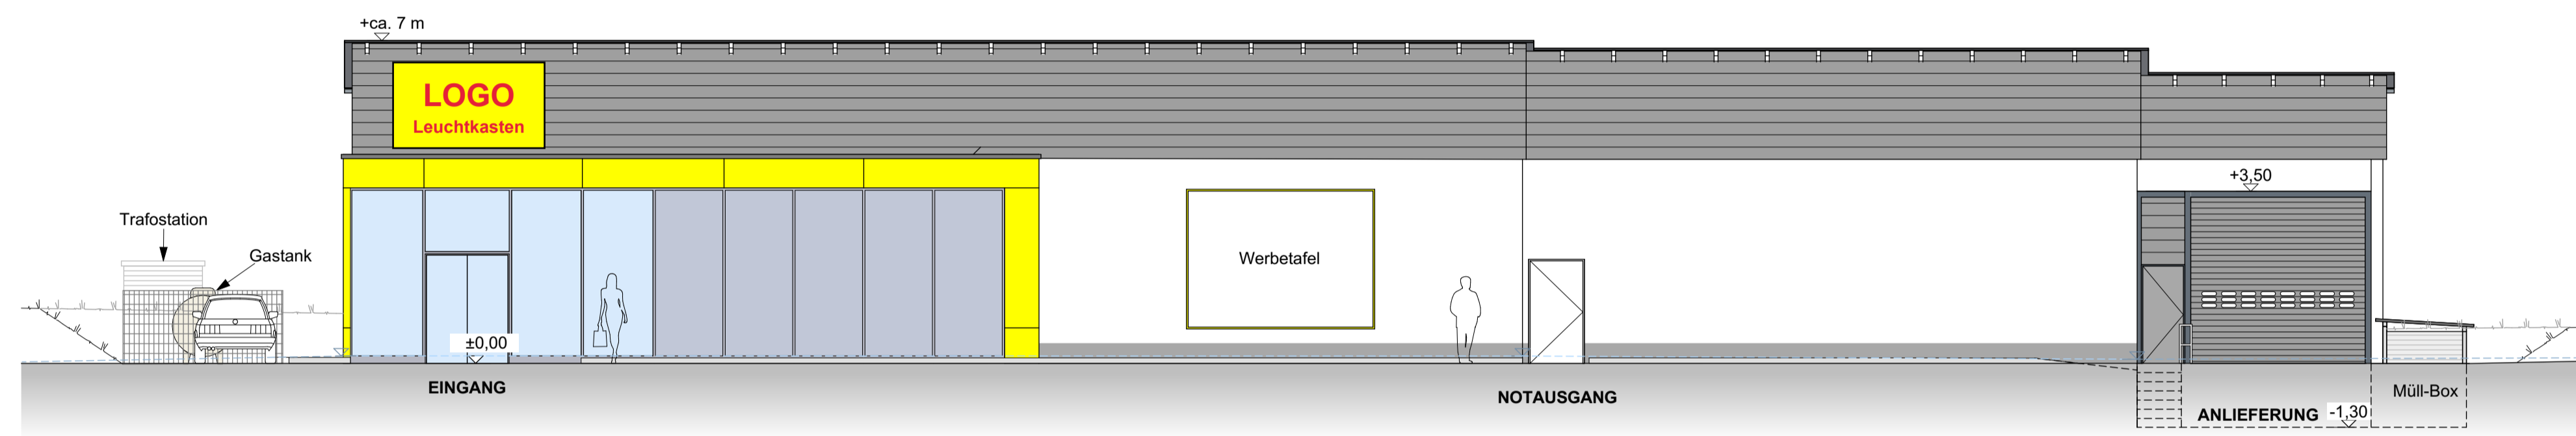 +ca. 7 m
LOGO
Leuchtkasten
+3,50
Trafostation
Gastank
Werbetafel
±0,00
EINGANG
NOTAUSGANG
Müll-Box
ANLIEFERUNG -1,30